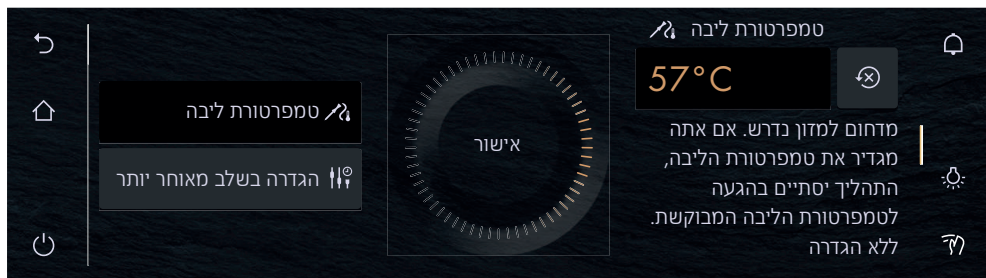 טמפרטורת ליבה
57°C
מדחום למזון נדרש. אם אתה
מגדיר את טמפרטורת הליבה,
התהליך יסתיים בהגעה
לטמפרטורת הליבה המבוקשת.
ללא הגדרה
אישור
טמפרטורת ליבה
הגדרה בשלב מאוחר יותר